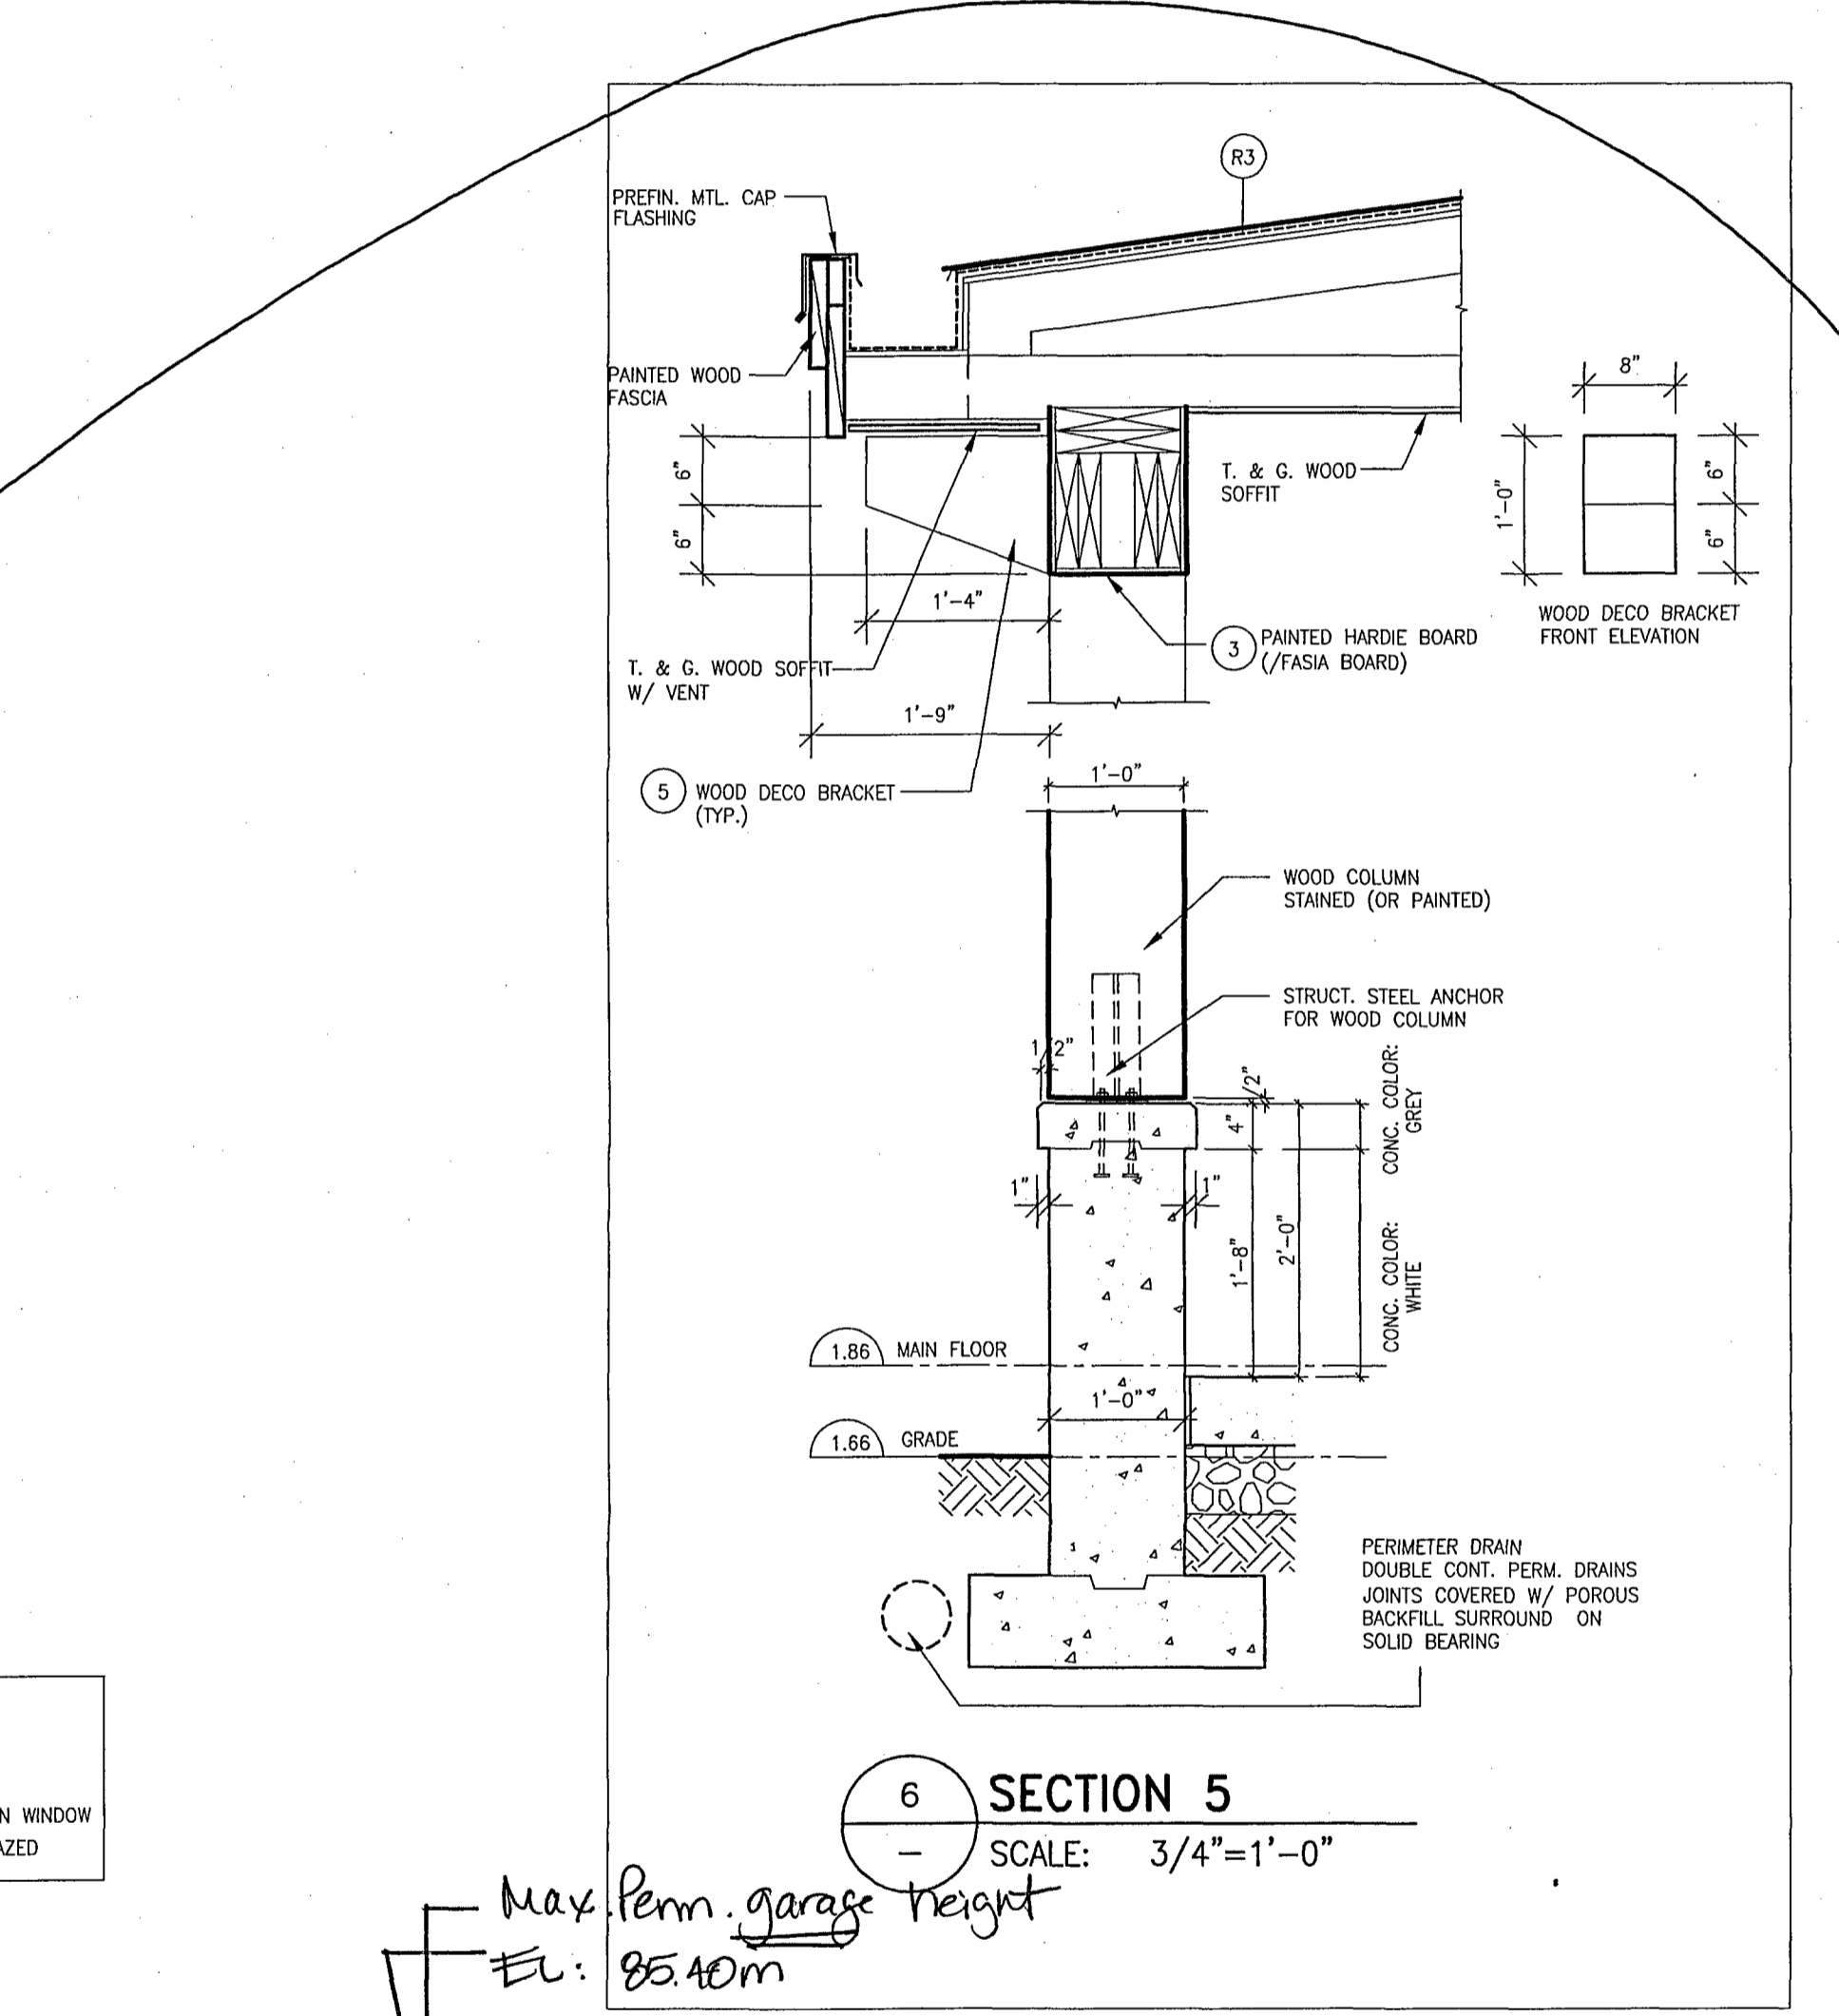 R3
PREFIN. MTL. CAP
FLASHING
PAINTED WOOD
FASCIA
8"
6"
6"
T. & G. WOOD
SOFFIT
1'-0"
6"
6"
1'-4"
WOOD DECO BRACKET
FRONT ELEVATION
3
PAINTED HARDIE BOARD
(/FASIA BOARD)
T. & G. WOOD SOFFIT
W/ VENT
1'-9"
5
WOOD DECO BRACKET
(TYP.)
1'-0"
WOOD COLUMN
STAINED (OR PAINTED)
STRUCT. STEEL ANCHOR
FOR WOOD COLUMN
1/2"
1/2"
4"
CONC. COLOR:
GREY
1"
1"
1'-8"
2'-0"
CONC. COLOR:
WHITE
1.86
MAIN FLOOR
1'-0"
1.66
GRADE
PERIMETER DRAIN
DOUBLE CONT. PERM. DRAINS
JOINTS COVERED W/ POROUS
BACKFILL SURROUND ON
SOLID BEARING
6
–
SECTION 5
SCALE: 3/4"=1'-0"
N WINDOW
AZED
Max. Perm. garage height
EL: 85.40m